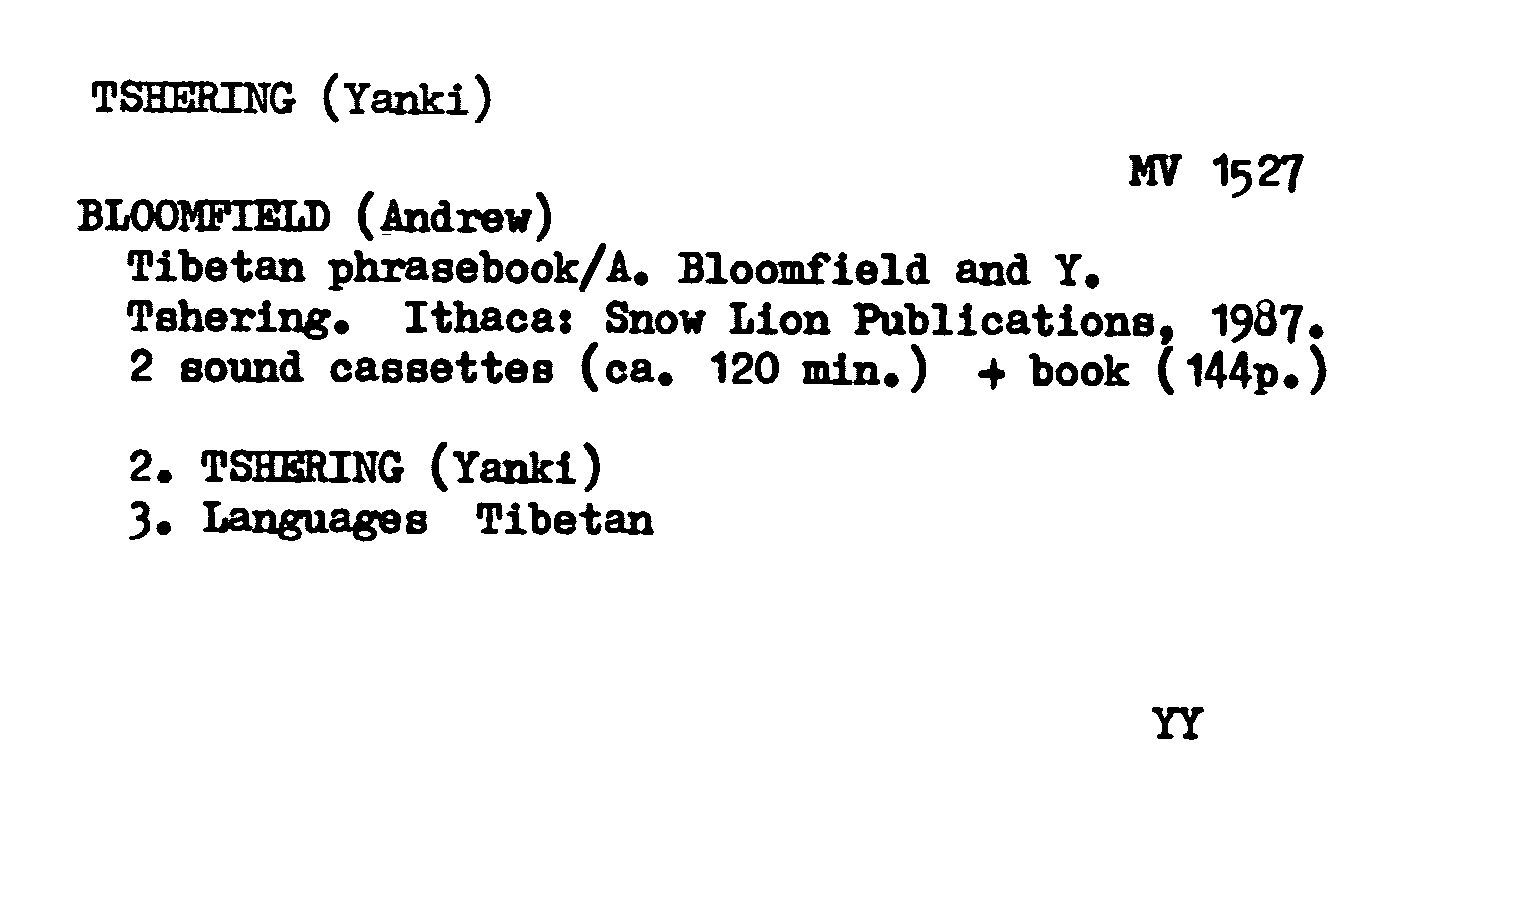 TSHERING (Yanki)
MV 1527
BLOOMFIELD (Andrew)
Tibetan phrasebook/A. Bloomfield and Y.
Tshering. Ithaca: Snow Lion Publications, 1987.
2 sound cassettes (ca. 120 min.) + book (144p.)
2. TSHERING (Yanki)
3. Languages Tibetan
YY